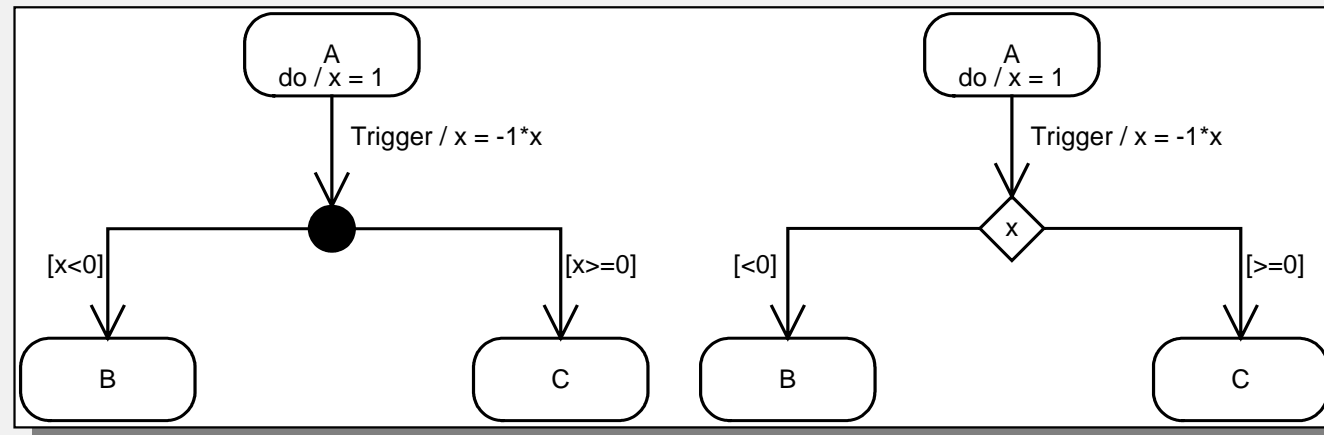 A
do / x = 1
Trigger / x = -1*x
[x<0]
[x>=0]
B
C
A
do / x = 1
Trigger / x = -1*x
x
[<0]
[>=0]
B
C